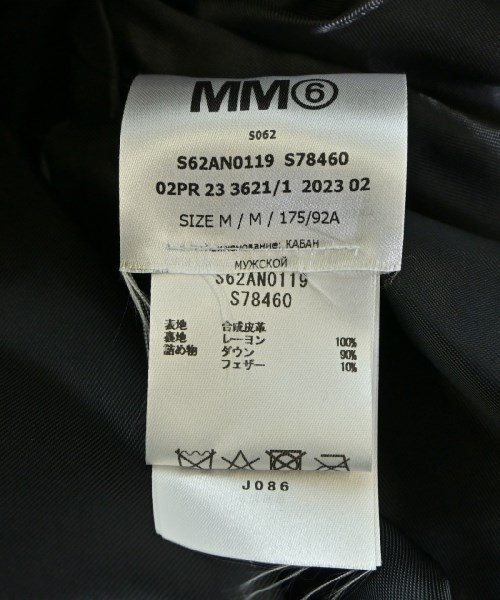 MM⑥
S062
S62AN0119 S78460
02PR 23 3621/1 2023 02
SIZE M / M / 175/92A
КАБАН
МУЖСКОЙ
S62AN0119
S78460
表地 合成皮革
裏地 レーヨン 100%
詰め物 ダウン 90%
フェザー 10%
J086